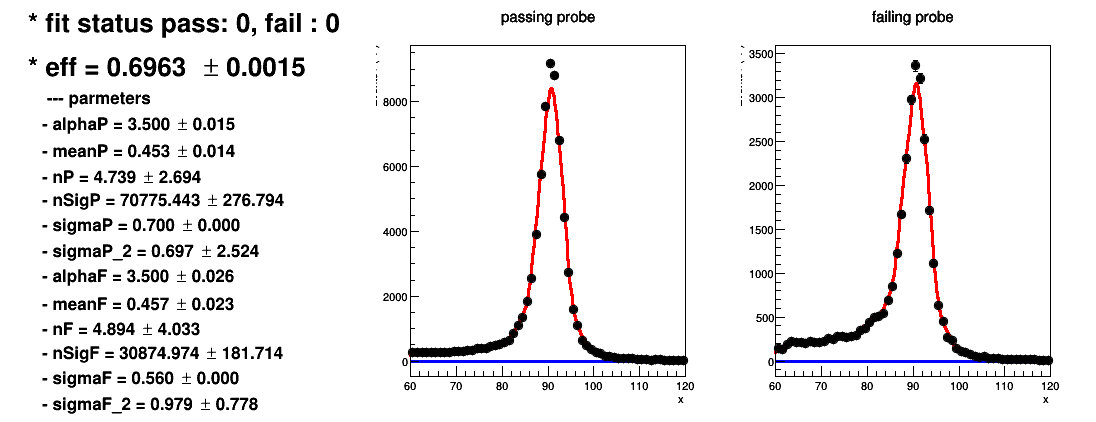 * fit status pass: 0, fail : 0
* eff = 0.6963 ± 0.0015
--- parmeters
- alphaP = 3.500 ± 0.015
- meanP = 0.453 ± 0.014
- nP = 4.739 ± 2.694
- nSigP = 70775.443 ± 276.794
- sigmaP = 0.700 ± 0.000
- sigmaP_2 = 0.697 ± 2.524
- alphaF = 3.500 ± 0.026
- meanF = 0.457 ± 0.023
- nF = 4.894 ± 4.033
- nSigF = 30874.974 ± 181.714
- sigmaF = 0.560 ± 0.000
- sigmaF_2 = 0.979 ± 0.778
passing probe
8000
6000
4000
2000
0
60 70 80 90 100 110 120
x
failing probe
3500
3000
2500
2000
1500
1000
500
0
60 70 80 90 100 110 120
x